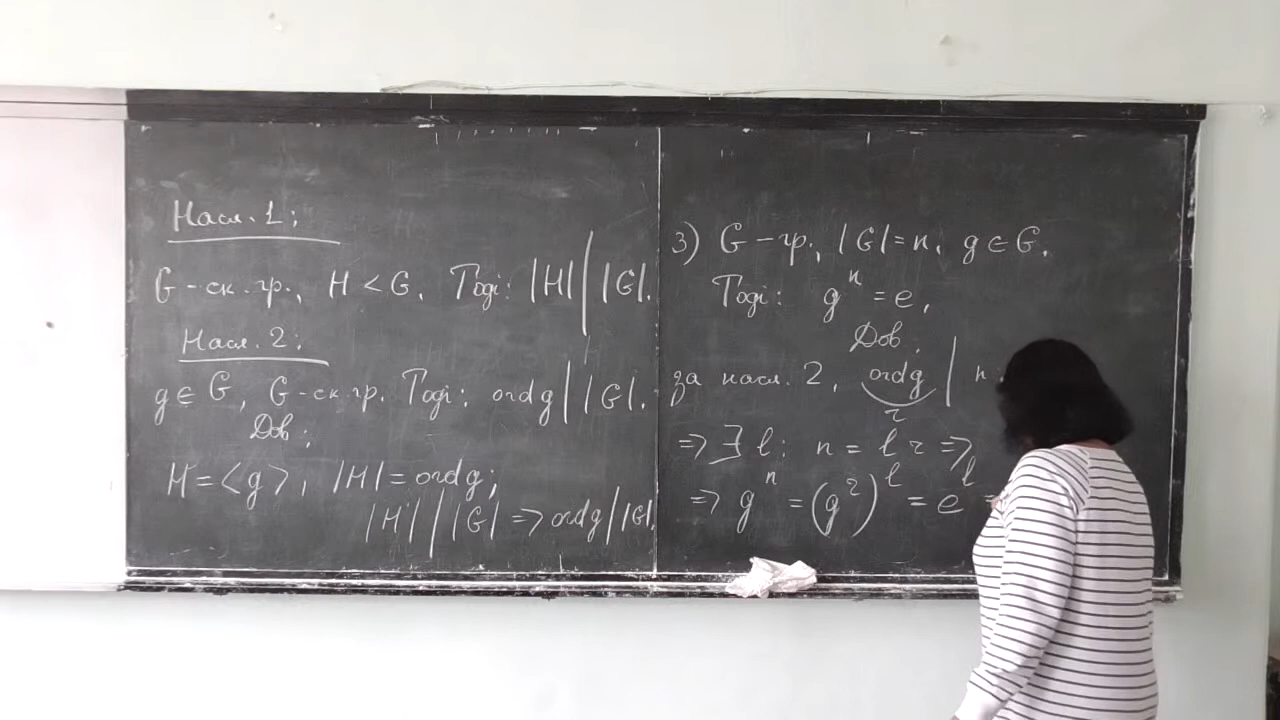 Насл. 1:
G – ск. гр., H < G. Тоді: |H| | |G|.
Насл. 2:
g ∈ G, G – ск. гр. Тоді: ord g | |G|.
Дов.:
H = <g>, |H| = ord g;
|H| | |G| => ord g | |G|.
3) G – гр., |G| = n, g ∈ G.
Тоді: g^n = e.
Дов.:
за насл. 2, ord g | n
r
=> ∃ l: n = l r =>
=> g^n = (g^r)^l = e^l =